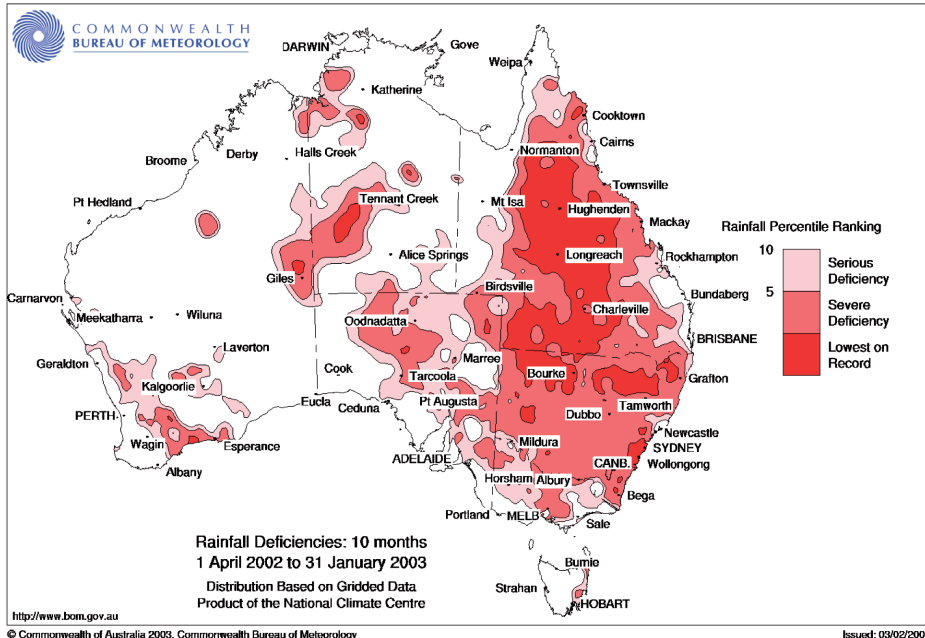 COMMONWEALTH
BUREAU OF METEOROLOGY
DARWIN
Gove
Weipa
Katherine
Cooktown
Cairns
Normanton
Halls Creek
Derby
Broome
Townsville
Pt Hedland
Tennant Creek
Mt Isa
Hughenden
Mackay
Rainfall Percentile Ranking
10
Serious
Deficiency
5
Severe
Deficiency
Lowest on
Record
Alice Springs
Longreach
Rockhampton
Giles
Birdsville
Bundaberg
Carnarvon
Meekatharra
Wiluna
Oodnadatta
Charleville
BRISBANE
Laverton
Geraldton
Marree
Cook
Tarcoola
Bourke
Grafton
Kalgoorlie
Eucla
Ceduna
Pt Augusta
Tamworth
Dubbo
PERTH
Newcastle
SYDNEY
Wollongong
Wagin
Esperance
Mildura
ADELAIDE
CANB.
Albany
Horsham
Albury
Bega
Portland
MELB
Sale
Rainfall Deficiencies: 10 months
1 April 2002 to 31 January 2003
Distribution Based on Gridded Data
Product of the National Climate Centre
Burnie
Strahan
HOBART
http://www.bom.gov.au
© Commonwealth of Australia 2003, Commonwealth Bureau of Meteorology
Issued: 03/02/200